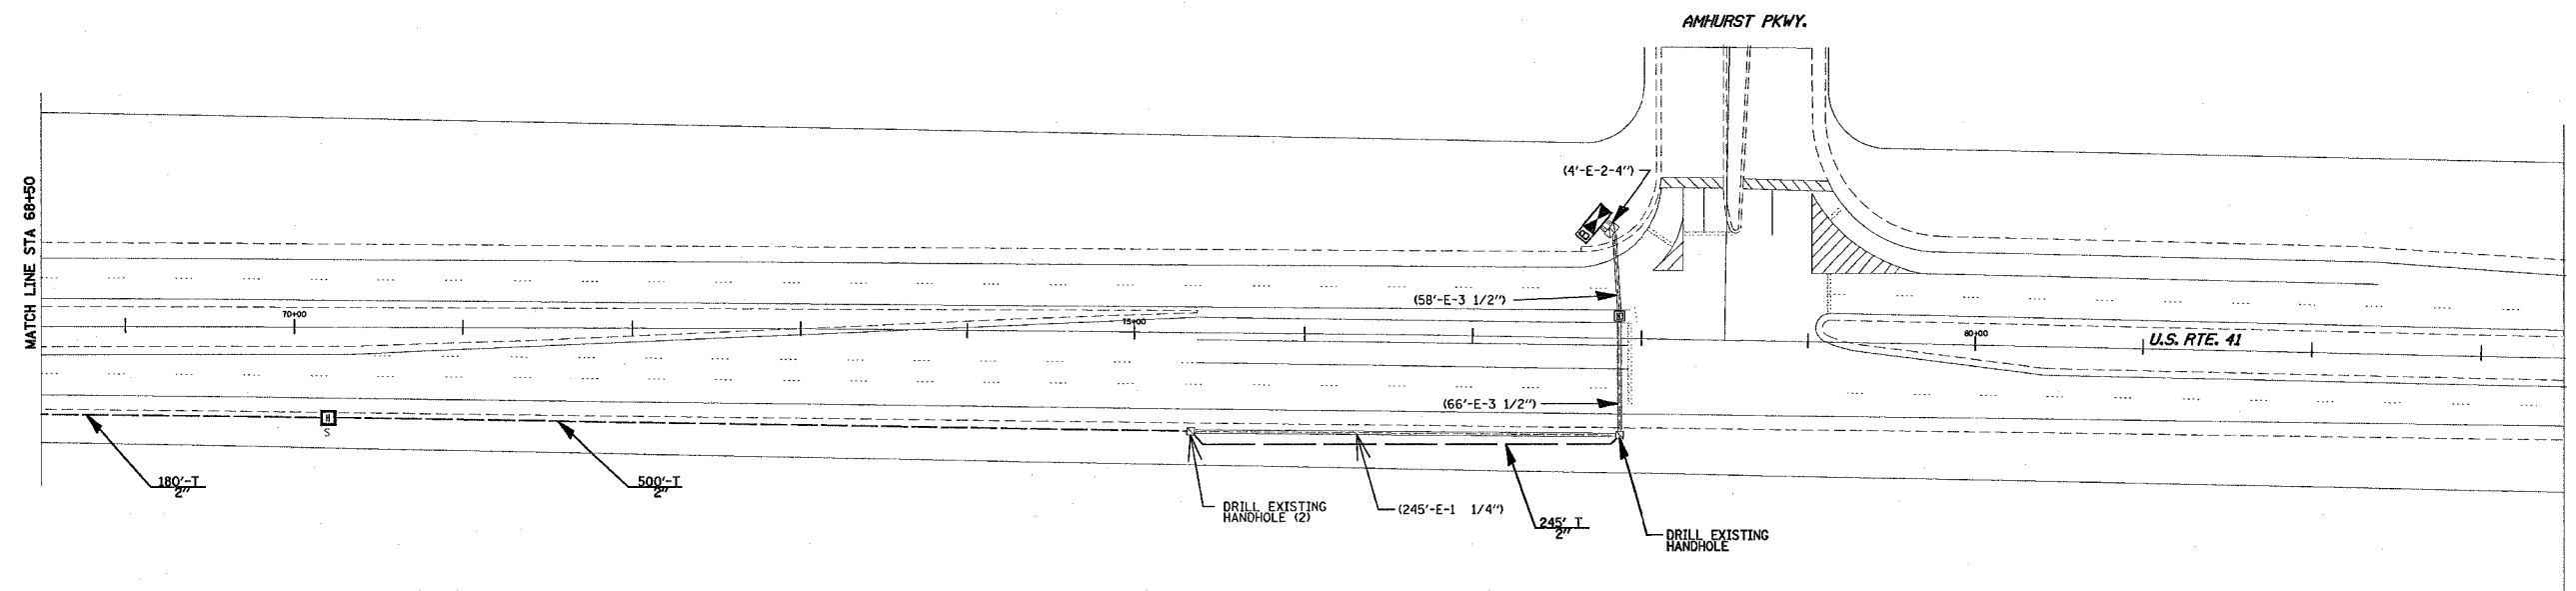 AMHURST PKWY.
MATCH LINE STA 68+50
(4'-E-2-4")
(58'-E-3 1/2")
70+00
75+00
80+00
U.S. RTE. 41
(66'-E-3 1/2")
H
S
180'-T
2"
500'-T
2"
DRILL EXISTING
HANDHOLE (2)
(245'-E-1 1/4")
245' T
2"
DRILL EXISTING
HANDHOLE